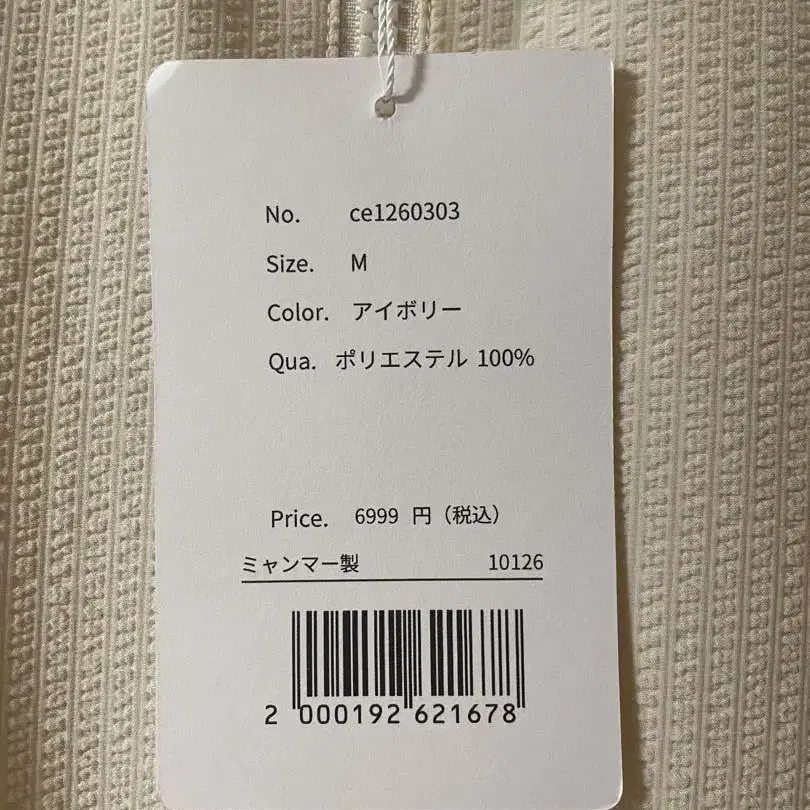 No. ce1260303
Size. M
Color. アイボリー
Qua. ポリエステル 100%
Price. 6999 円（税込）
ミャンマー製 10126
2 000192 621678